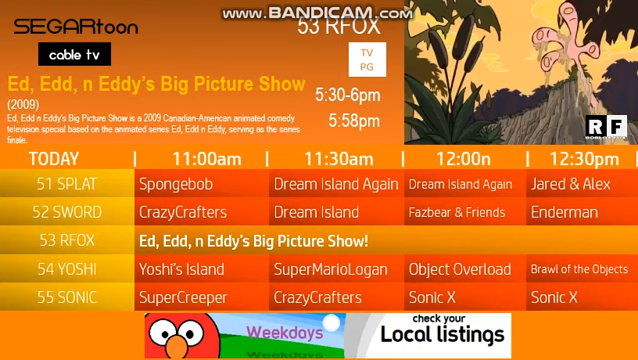 www.BANDICAM.com
SEGARtoon
cable tv
53 RFOX
TV
PG
Ed, Edd, n Eddy's Big Picture Show
(2009)
Ed, Edd, n Eddy's Big Picture Show is a 2009 Canadian-American animated comedy
television special based on the animated series Ed, Edd n Eddy, serving as the series
finale.
5:30-6pm
5:58pm
R F
TODAY | 11:00am | 11:30am | 12:00n | 12:30pm
51 SPLAT Spongebob Dream Island Again Dream Island Again Jared & Alex
52 SWORD CrazyCrafters Dream Island Fazbear & Friends Enderman
53 RFOX Ed, Edd, n Eddy's Big Picture Show!
54 YOSHI Yoshi's Island SuperMarioLogan Object Overload Brawl of the Objects
55 SONIC SuperCreeper CrazyCrafters Sonic X Sonic X
Weekdays
check your
Local listings